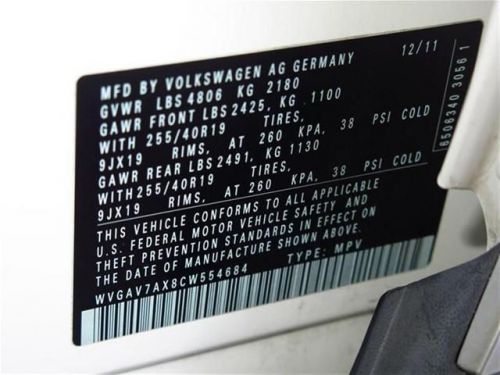 MFD BY VOLKSWAGEN AG GERMANY 12/11
GVWR LBS 4806 KG 2180
GAWR FRONT LBS 2425, KG 1100
WITH 255/40R19 TIRES,
9JX19 RIMS, AT 260 KPA, 38 PSI COLD
GAWR REAR LBS 2491, KG 1130
WITH 255/40R19 TIRES,
9JX19 RIMS, AT 260 KPA, 38 PSI COLD
THIS VEHICLE CONFORMS TO ALL APPLICABLE
U.S. FEDERAL MOTOR VEHICLE SAFETY AND
THEFT PREVENTION STANDARDS IN EFFECT ON
THE DATE OF MANUFACTURE SHOWN ABOVE.
WVGAV7AX8CW554684 TYPE: MPV
6506340 3056 1